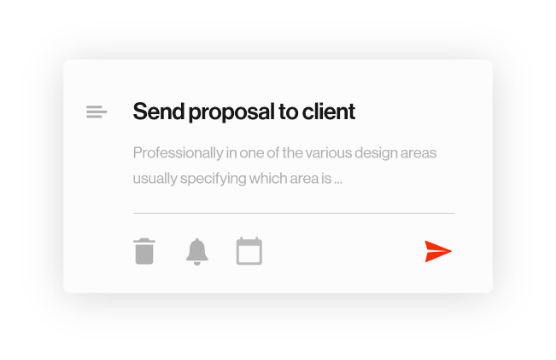 Send proposal to client
Professionally in one of the various design areas
usually specifying which area is ...